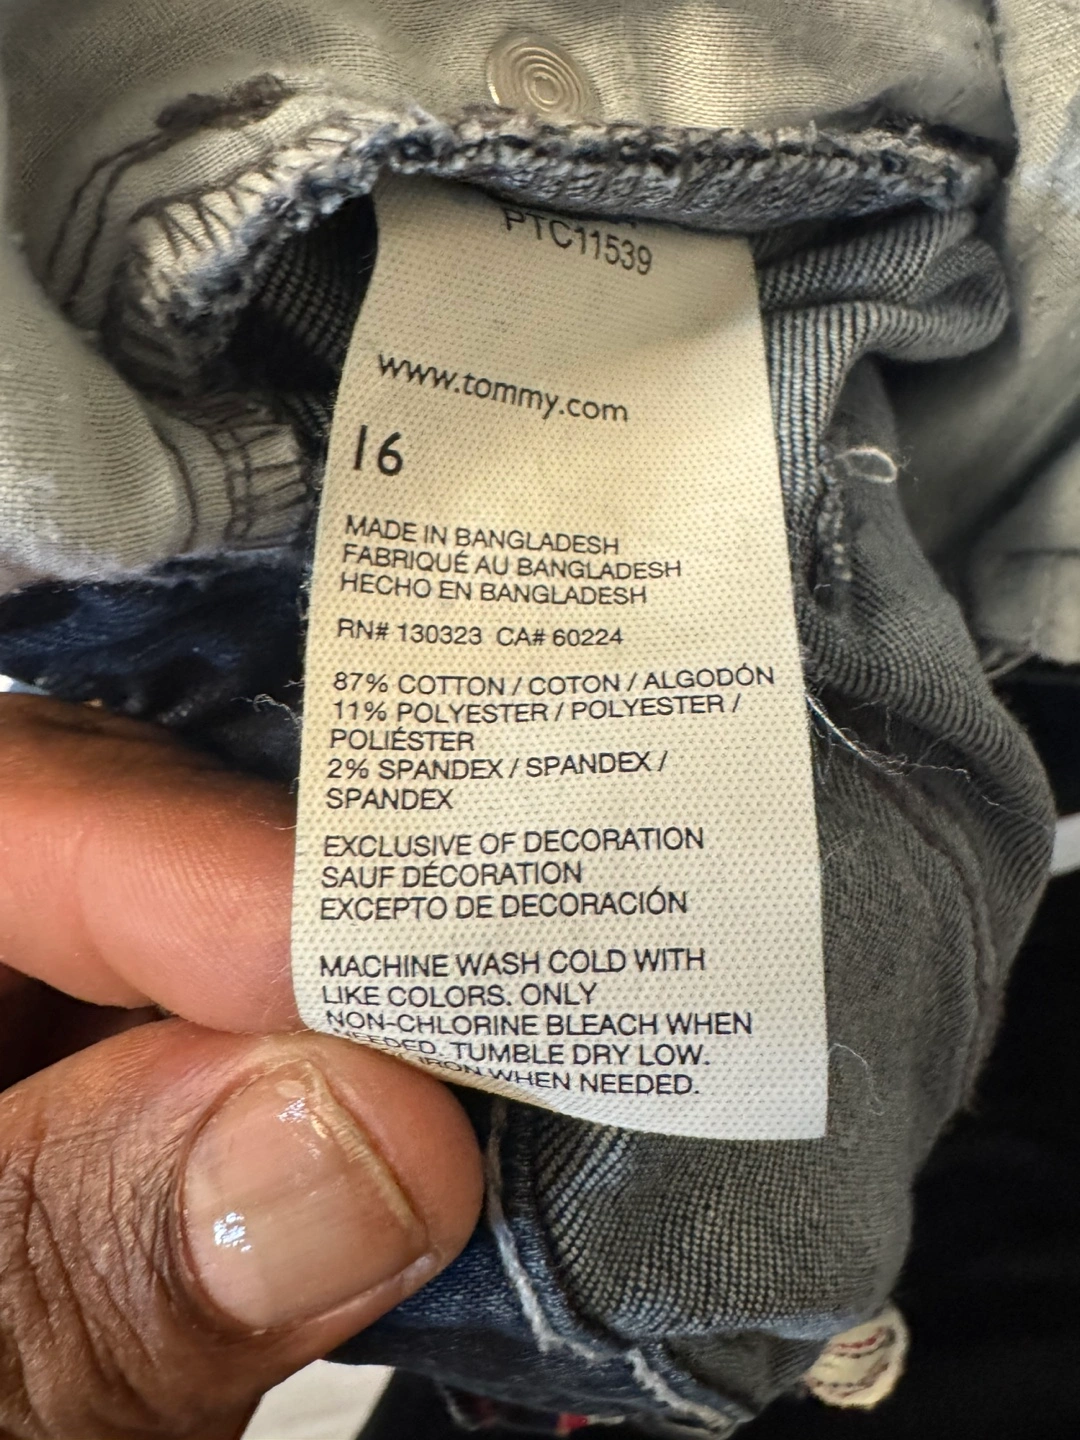 PTC11539
www.tommy.com
16
MADE IN BANGLADESH
FABRIQUÉ AU BANGLADESH
HECHO EN BANGLADESH
RN# 130323 CA# 60224
87% COTTON / COTON / ALGODÓN
11% POLYESTER / POLYESTER /
POLIÉSTER
2% SPANDEX / SPANDEX /
SPANDEX
EXCLUSIVE OF DECORATION
SAUF DÉCORATION
EXCEPTO DE DECORACIÓN
MACHINE WASH COLD WITH
LIKE COLORS. ONLY
NON-CHLORINE BLEACH WHEN
NEEDED. TUMBLE DRY LOW.
IRON WHEN NEEDED.